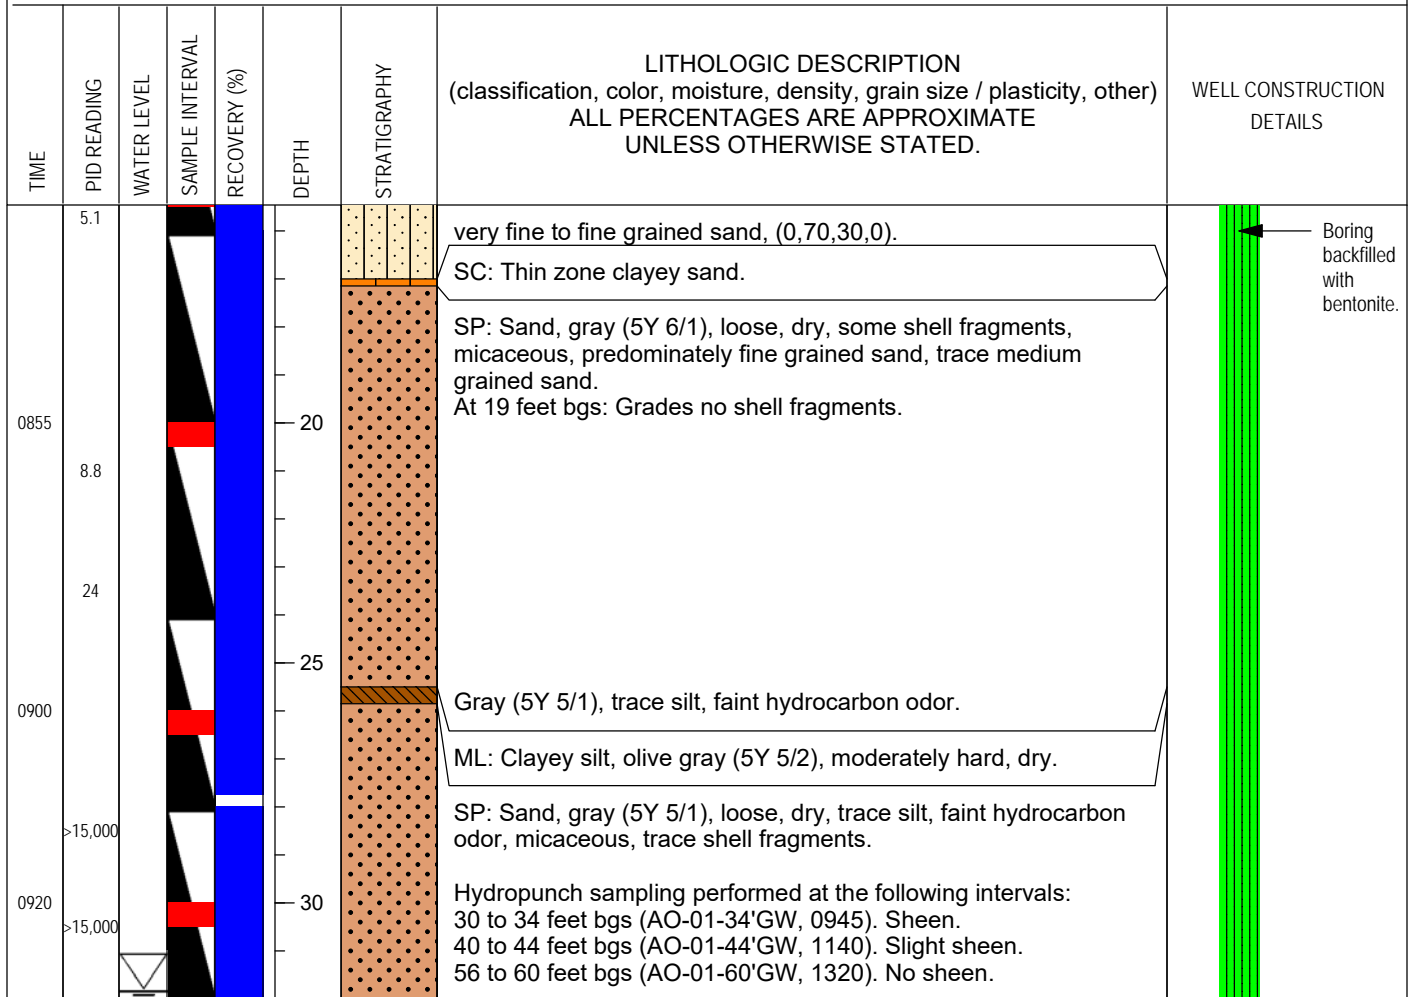 TIME
PID READING
WATER LEVEL
SAMPLE INTERVAL
RECOVERY (%)
DEPTH
STRATIGRAPHY
LITHOLOGIC DESCRIPTION
(classification, color, moisture, density, grain size / plasticity, other)
ALL PERCENTAGES ARE APPROXIMATE
UNLESS OTHERWISE STATED.
WELL CONSTRUCTION
DETAILS
5.1
very fine to fine grained sand, (0,70,30,0).
Boring
backfilled
with
bentonite.
SC: Thin zone clayey sand.
SP: Sand, gray (5Y 6/1), loose, dry, some shell fragments,
micaceous, predominately fine grained sand, trace medium
grained sand.
At 19 feet bgs: Grades no shell fragments.
0855
20
8.8
24
25
Gray (5Y 5/1), trace silt, faint hydrocarbon odor.
0900
ML: Clayey silt, olive gray (5Y 5/2), moderately hard, dry.
SP: Sand, gray (5Y 5/1), loose, dry, trace silt, faint hydrocarbon
odor, micaceous, trace shell fragments.
>15,000
0920
30
>15,000
Hydropunch sampling performed at the following intervals:
30 to 34 feet bgs (AO-01-34'GW, 0945). Sheen.
40 to 44 feet bgs (AO-01-44'GW, 1140). Slight sheen.
56 to 60 feet bgs (AO-01-60'GW, 1320). No sheen.